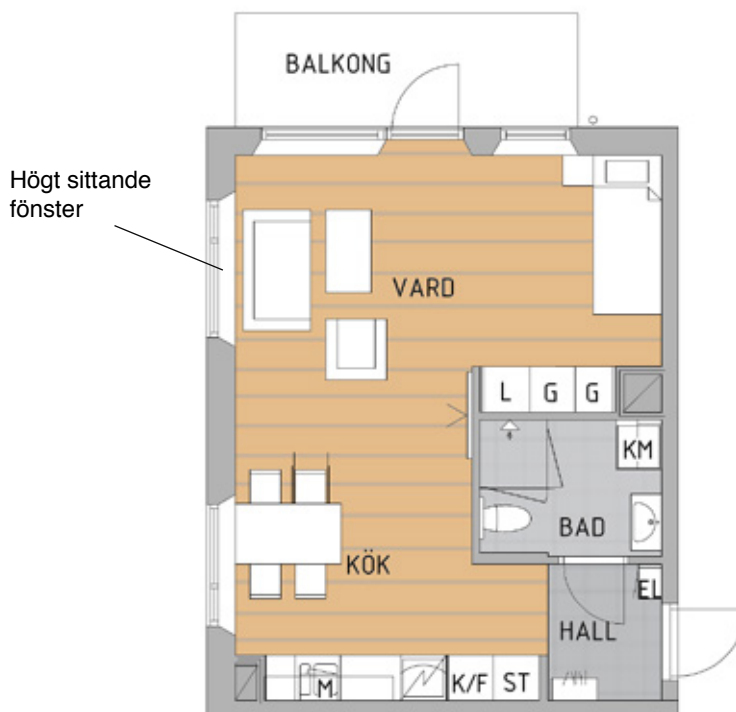 BALKONG
Högt sittande
fönster
VARD
L G G
KM
BAD
KÖK
EL
HALL
M K/F ST